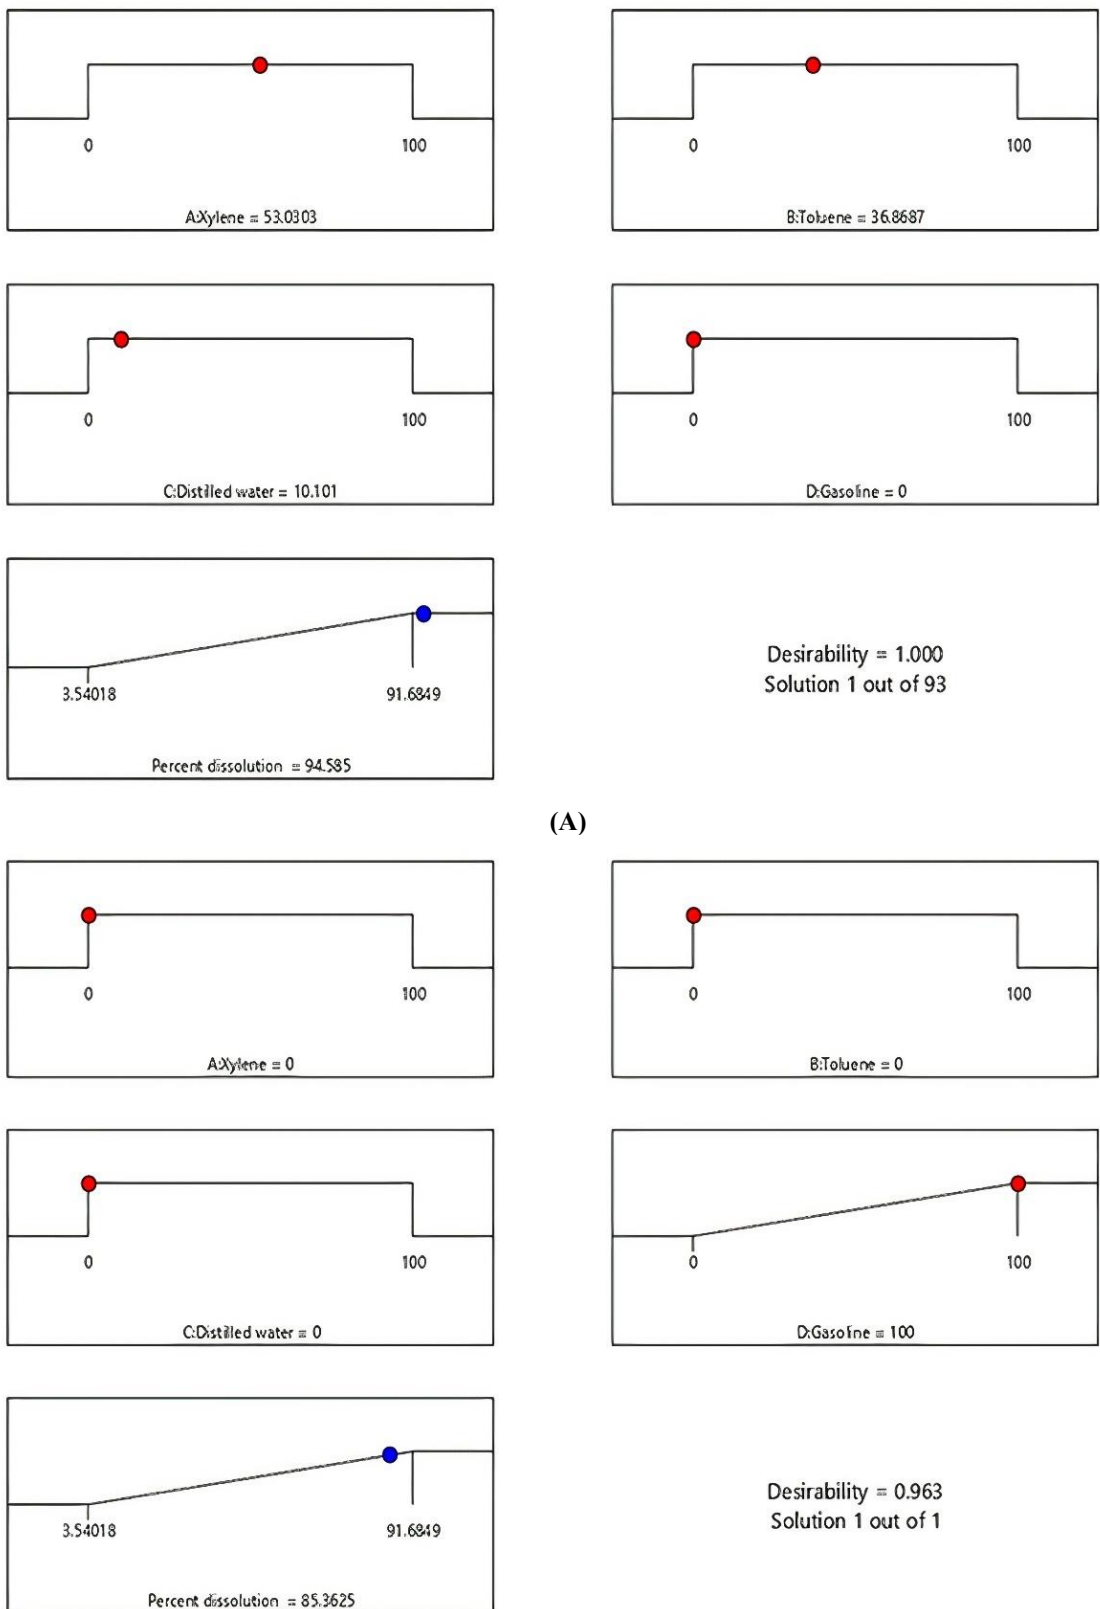 0
100
A:Xylene = 53.0303
0
100
B:Toluene = 36.8687
0
100
C:Distilled water = 10.101
0
100
D:Gasoline = 0
3.54018
91.6849
Percent dissolution = 94.585
Desirability = 1.000
Solution 1 out of 93
(A)
0
100
A:Xylene = 0
0
100
B:Toluene = 0
0
100
C:Distilled water = 0
0
100
D:Gasoline = 100
3.54018
91.6849
Percent dissolution = 85.3625
Desirability = 0.963
Solution 1 out of 1